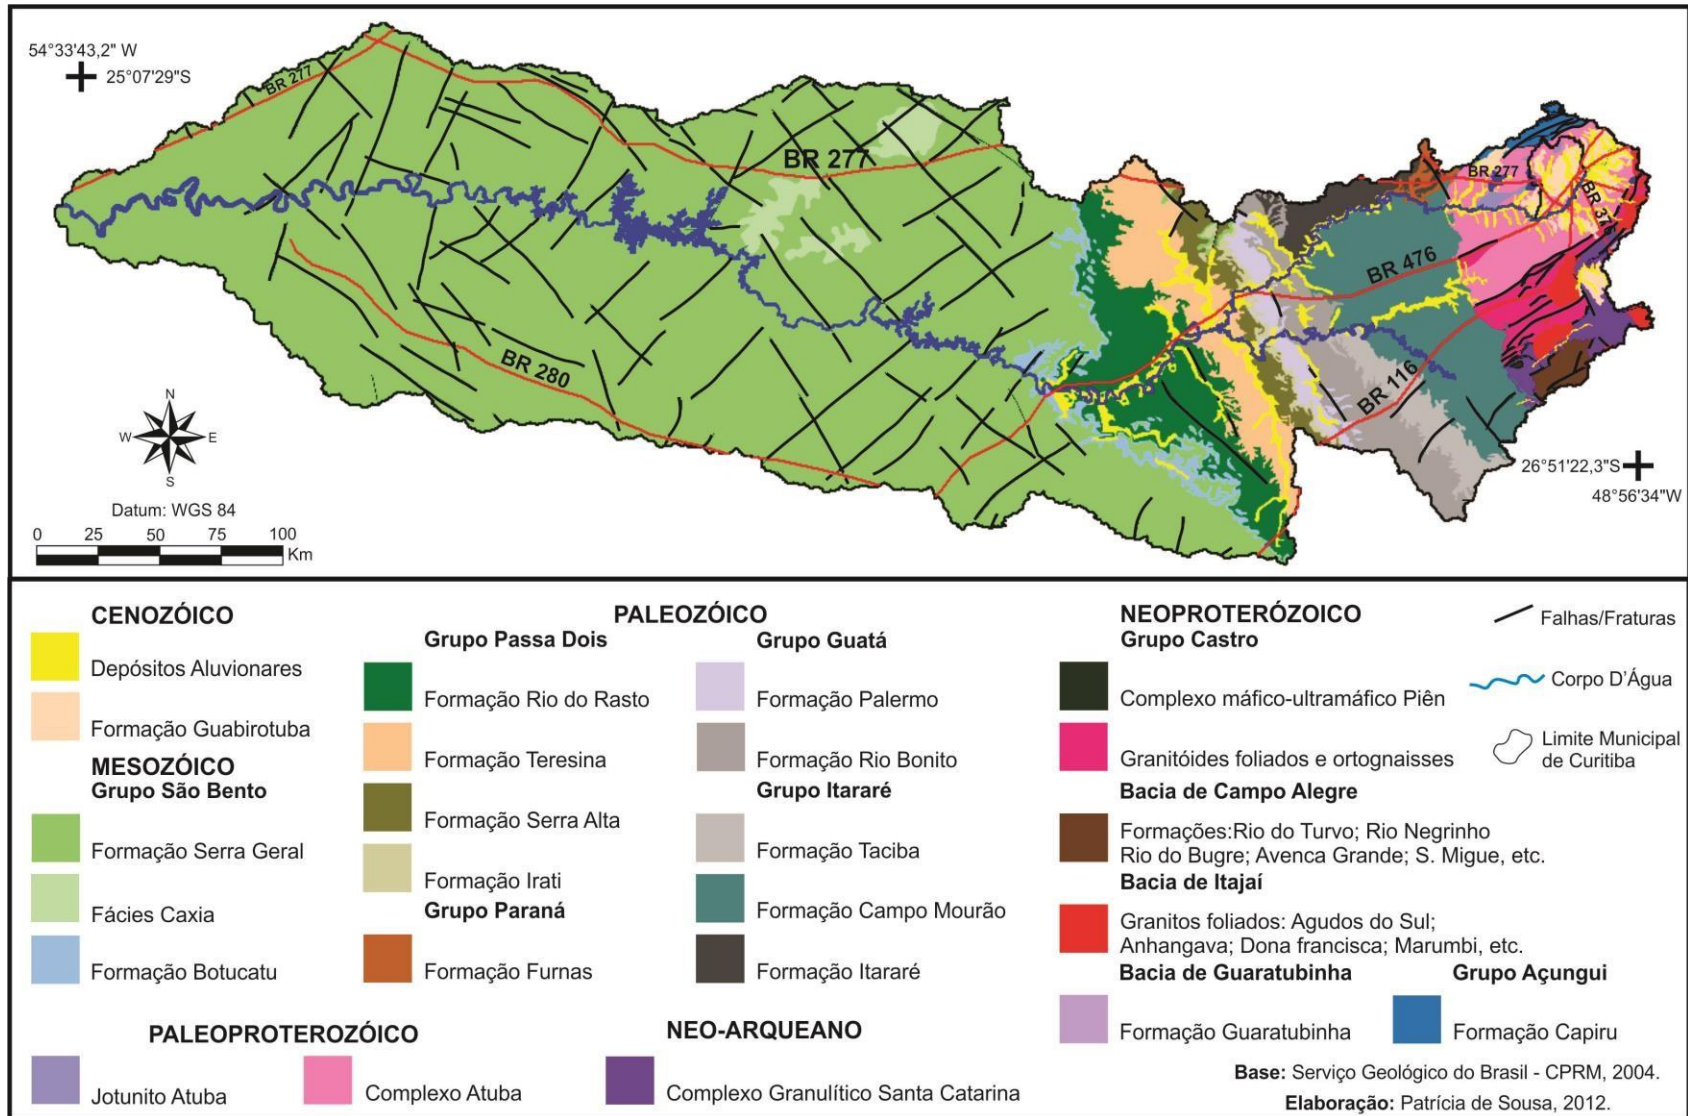 54°33'43,2" W
25°07'29"S
BR 277
BR 277
BR 277
BR 376
BR 476
BR 116
BR 280
N
W
E
S
26°51'22,3"S
48°56'34"W
Datum: WGS 84
0 25 50 75 100
Km
CENOZÓICO
Depósitos Aluvionares
Formação Guabirotuba
MESOZÓICO
Grupo São Bento
Formação Serra Geral
Fácies Caxia
Formação Botucatu
PALEOZÓICO
Grupo Passa Dois
Formação Rio do Rasto
Formação Teresina
Formação Serra Alta
Formação Irati
Grupo Paraná
Formação Furnas
Grupo Guatá
Formação Palermo
Formação Rio Bonito
Grupo Itararé
Formação Taciba
Formação Campo Mourão
Formação Itararé
NEOPROTERÓZOICO
Grupo Castro
Complexo máfico-ultramáfico Piên
Granitóides foliados e ortognaisses
Bacia de Campo Alegre
Formações:Rio do Turvo; Rio Negrinho
Rio do Bugre; Avenca Grande; S. Migue, etc.
Bacia de Itajaí
Granitos foliados: Agudos do Sul;
Anhangava; Dona francisca; Marumbi, etc.
Bacia de Guaratubinha
Formação Guaratubinha
Grupo Açungui
Formação Capiru
Falhas/Fraturas
Corpo D'Água
Limite Municipal
de Curitiba
PALEOPROTEROZÓICO
Jotunito Atuba
Complexo Atuba
NEO-ARQUEANO
Complexo Granulítico Santa Catarina
Base: Serviço Geológico do Brasil - CPRM, 2004.
Elaboração: Patrícia de Sousa, 2012.